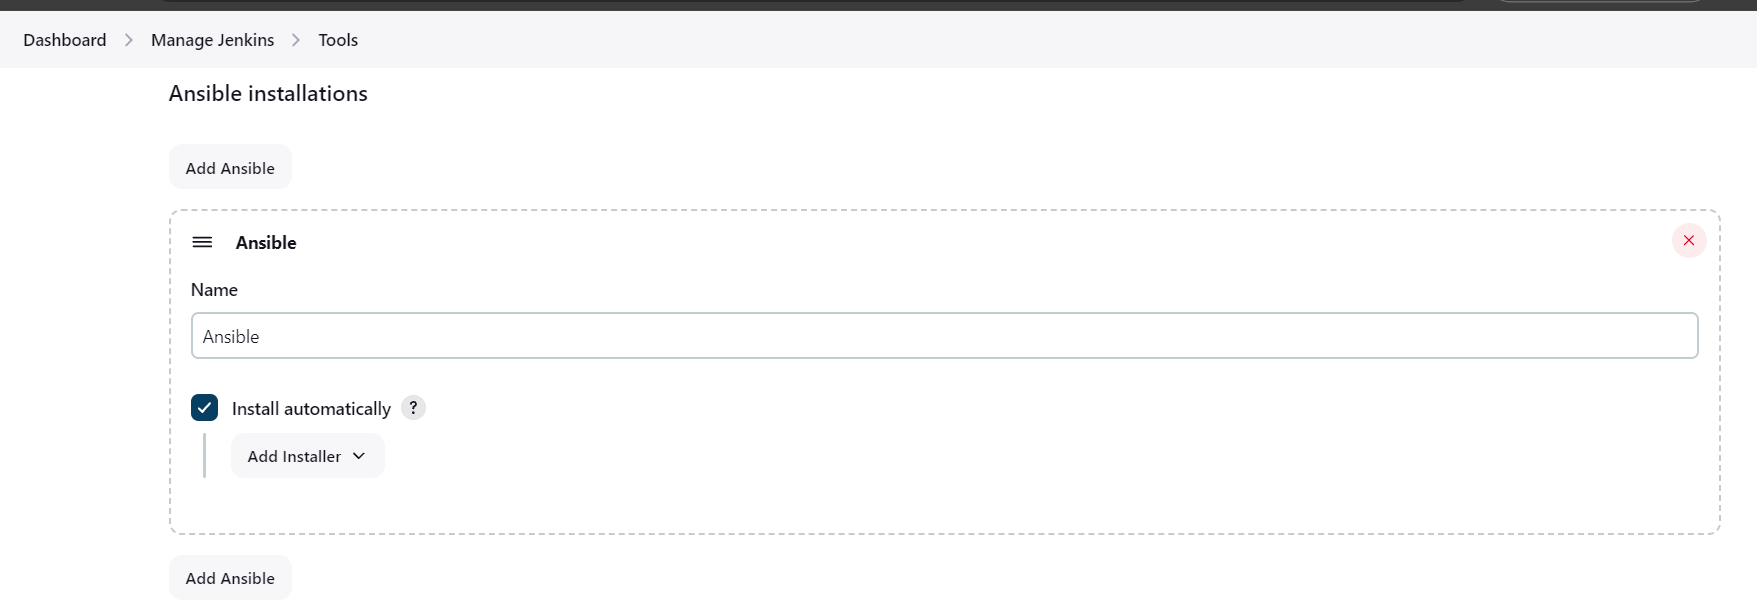 Dashboard > Manage Jenkins > Tools
Ansible installations
Add Ansible
Ansible
Name
Ansible
Install automatically ?
Add Installer
Add Ansible